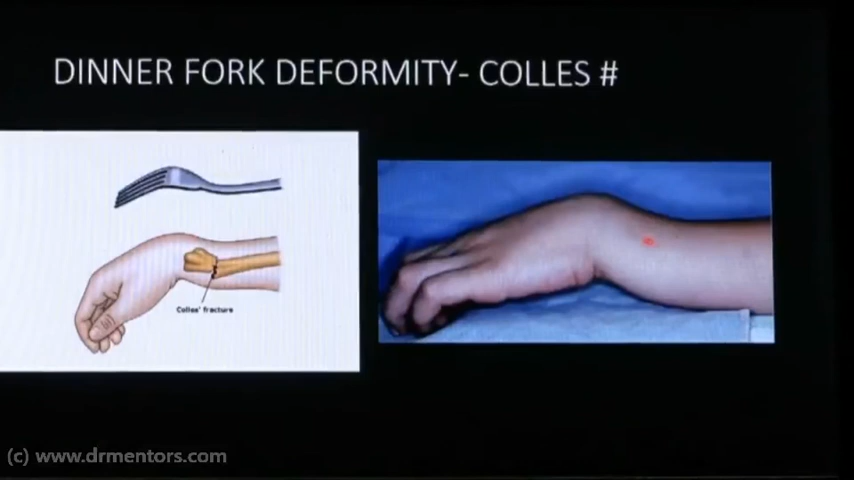 DINNER FORK DEFORMITY- COLLES #
Colles' fracture
(c) www.drmentors.com